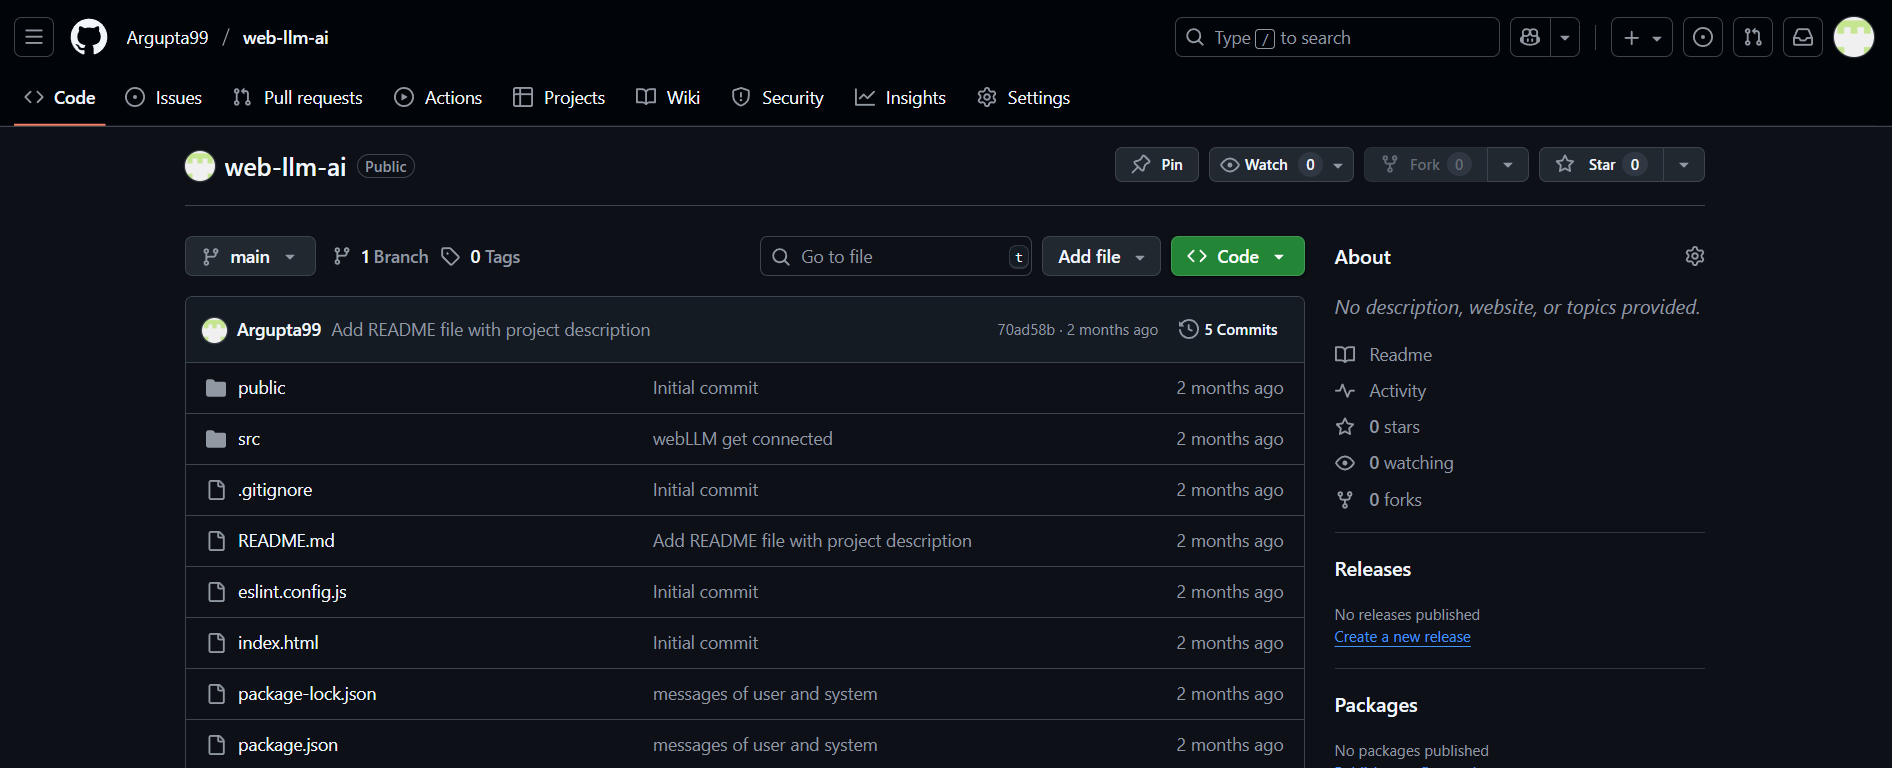 Argupta99 / web-llm-ai
Type / to search
Code Issues Pull requests Actions Projects Wiki Security Insights Settings
web-llm-ai Public
Pin Watch 0 Fork 0 Star 0
main 1 Branch 0 Tags Go to file t Add file Code
Argupta99 Add README file with project description 70ad58b · 2 months ago 5 Commits
public Initial commit 2 months ago
src webLLM get connected 2 months ago
.gitignore Initial commit 2 months ago
README.md Add README file with project description 2 months ago
eslint.config.js Initial commit 2 months ago
index.html Initial commit 2 months ago
package-lock.json messages of user and system 2 months ago
package.json messages of user and system 2 months ago
About
No description, website, or topics provided.
Readme
Activity
0 stars
0 watching
0 forks
Releases
No releases published
Create a new release
Packages
No packages published